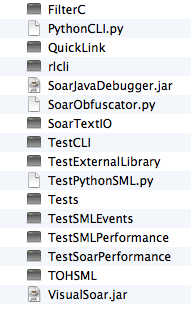 FilterC
PythonCLI.py
QuickLink
rlcli
SoarJavaDebugger.jar
SoarObfuscator.py
SoarTextIO
TestCLI
TestExternalLibrary
TestPythonSML.py
Tests
TestSMLEvents
TestSMLPerformance
TestSoarPerformance
TOHSML
VisualSoar.jar